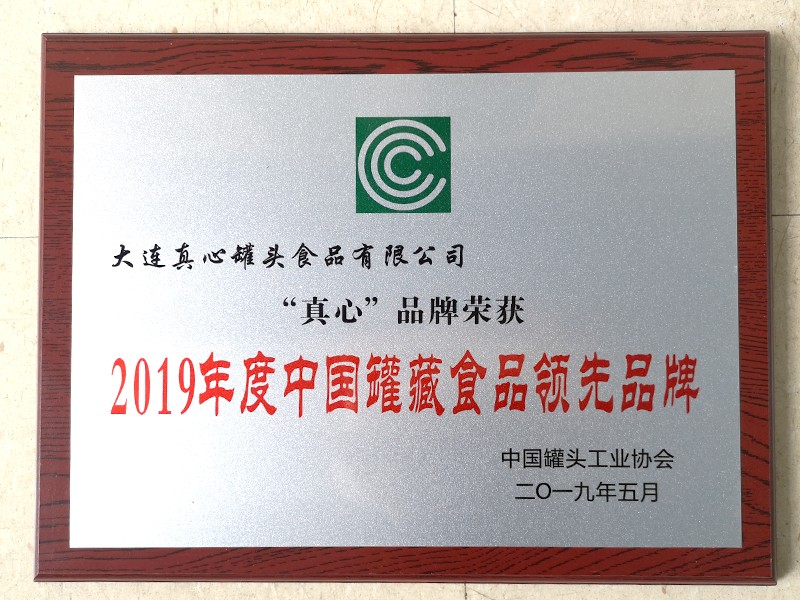 大连真心罐头食品有限公司
“真心”品牌荣获
2019年度中国罐藏食品领先品牌
中国罐头工业协会
二〇一九年五月